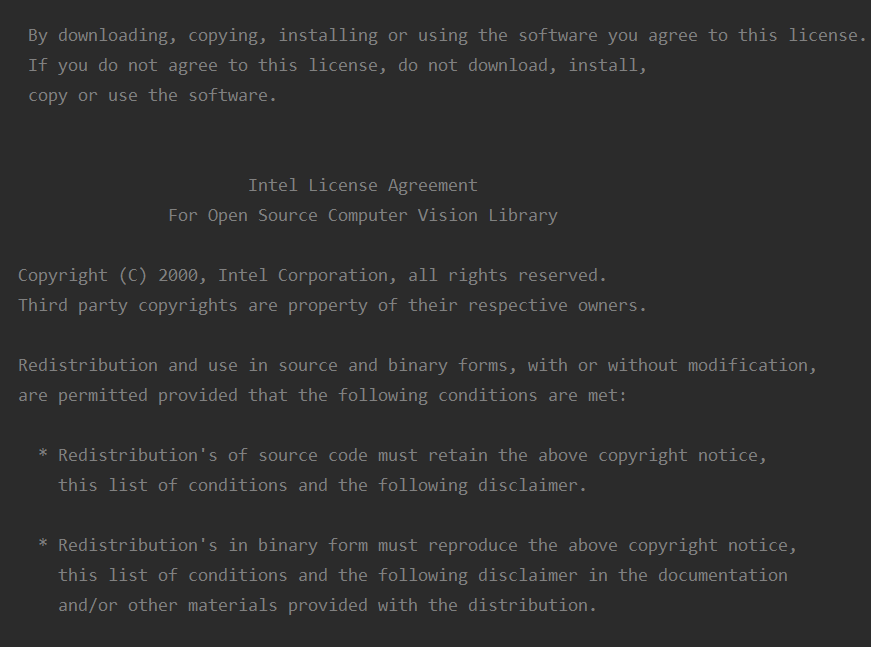 By downloading, copying, installing or using the software you agree to this license.
If you do not agree to this license, do not download, install,
copy or use the software.
Intel License Agreement
For Open Source Computer Vision Library
Copyright (C) 2000, Intel Corporation, all rights reserved.
Third party copyrights are property of their respective owners.
Redistribution and use in source and binary forms, with or without modification,
are permitted provided that the following conditions are met:
* Redistribution's of source code must retain the above copyright notice,
this list of conditions and the following disclaimer.
* Redistribution's in binary form must reproduce the above copyright notice,
this list of conditions and the following disclaimer in the documentation
and/or other materials provided with the distribution.